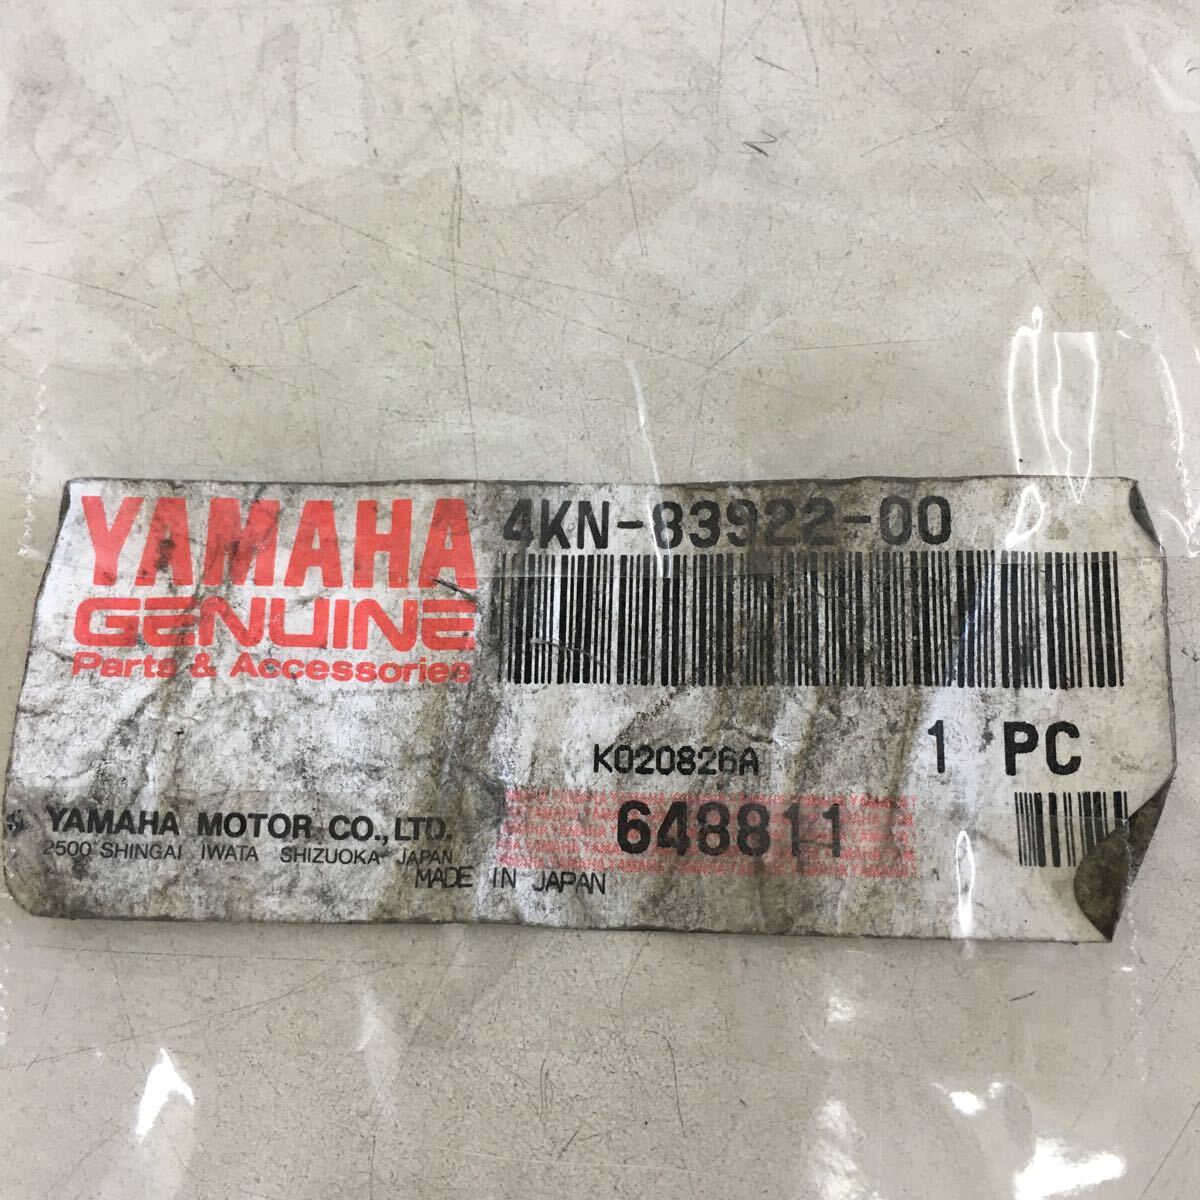 YAMAHA
GENUINE
Parts & Accessories
4KN-83922-00
K020826A
1 PC
YAMAHA MOTOR CO., LTD.
2500 SHINGAI IWATA SHIZUOKA JAPAN
MADE IN JAPAN
648811